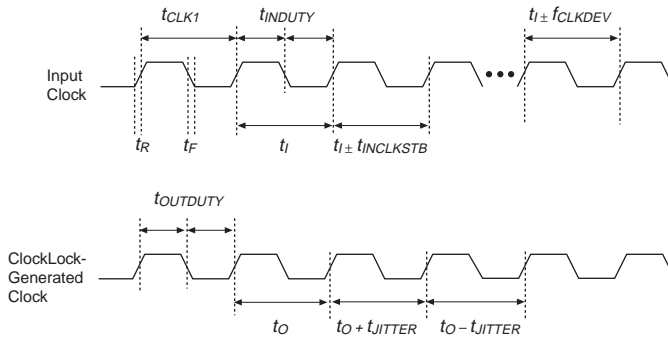 tCLK1
tINDUTY
tI ± fCLKDEV
Input
Clock
tR
tF
tI
tI ± tINCLKSTB
tOUTDUTY
ClockLock-
Generated
Clock
tO
tO + tJITTER
tO – tJITTER